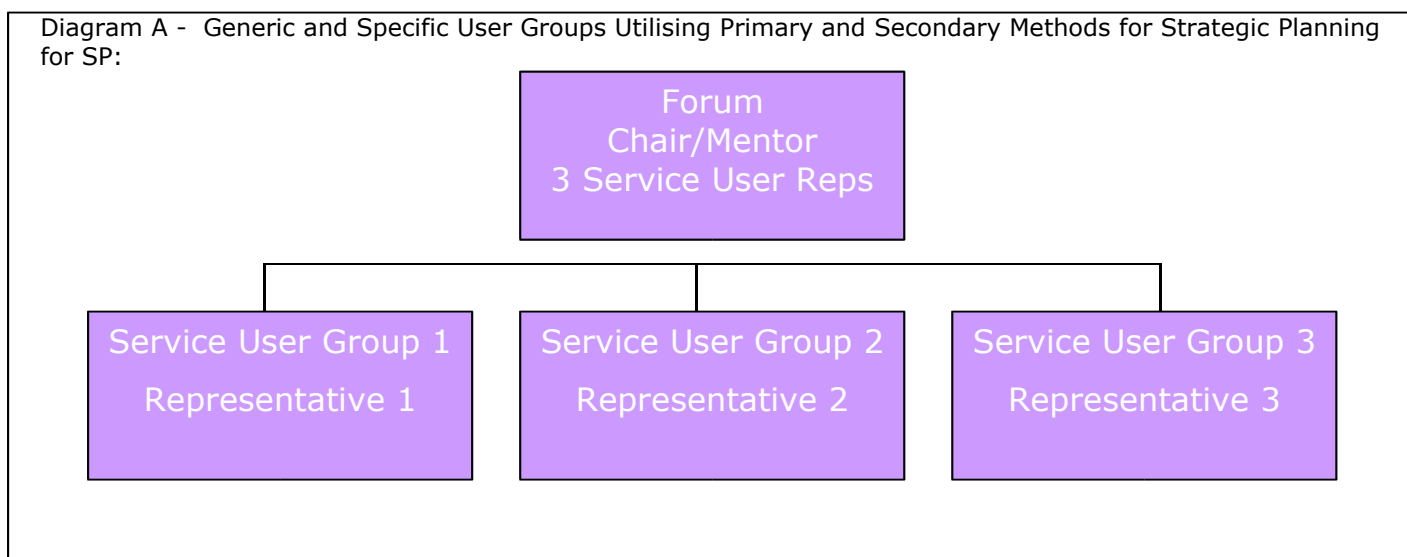 Diagram A - Generic and Specific User Groups Utilising Primary and Secondary Methods for Strategic Planning
for SP:
Forum
Chair/Mentor
3 Service User Reps
Service User Group 1
Representative 1
Service User Group 2
Representative 2
Service User Group 3
Representative 3